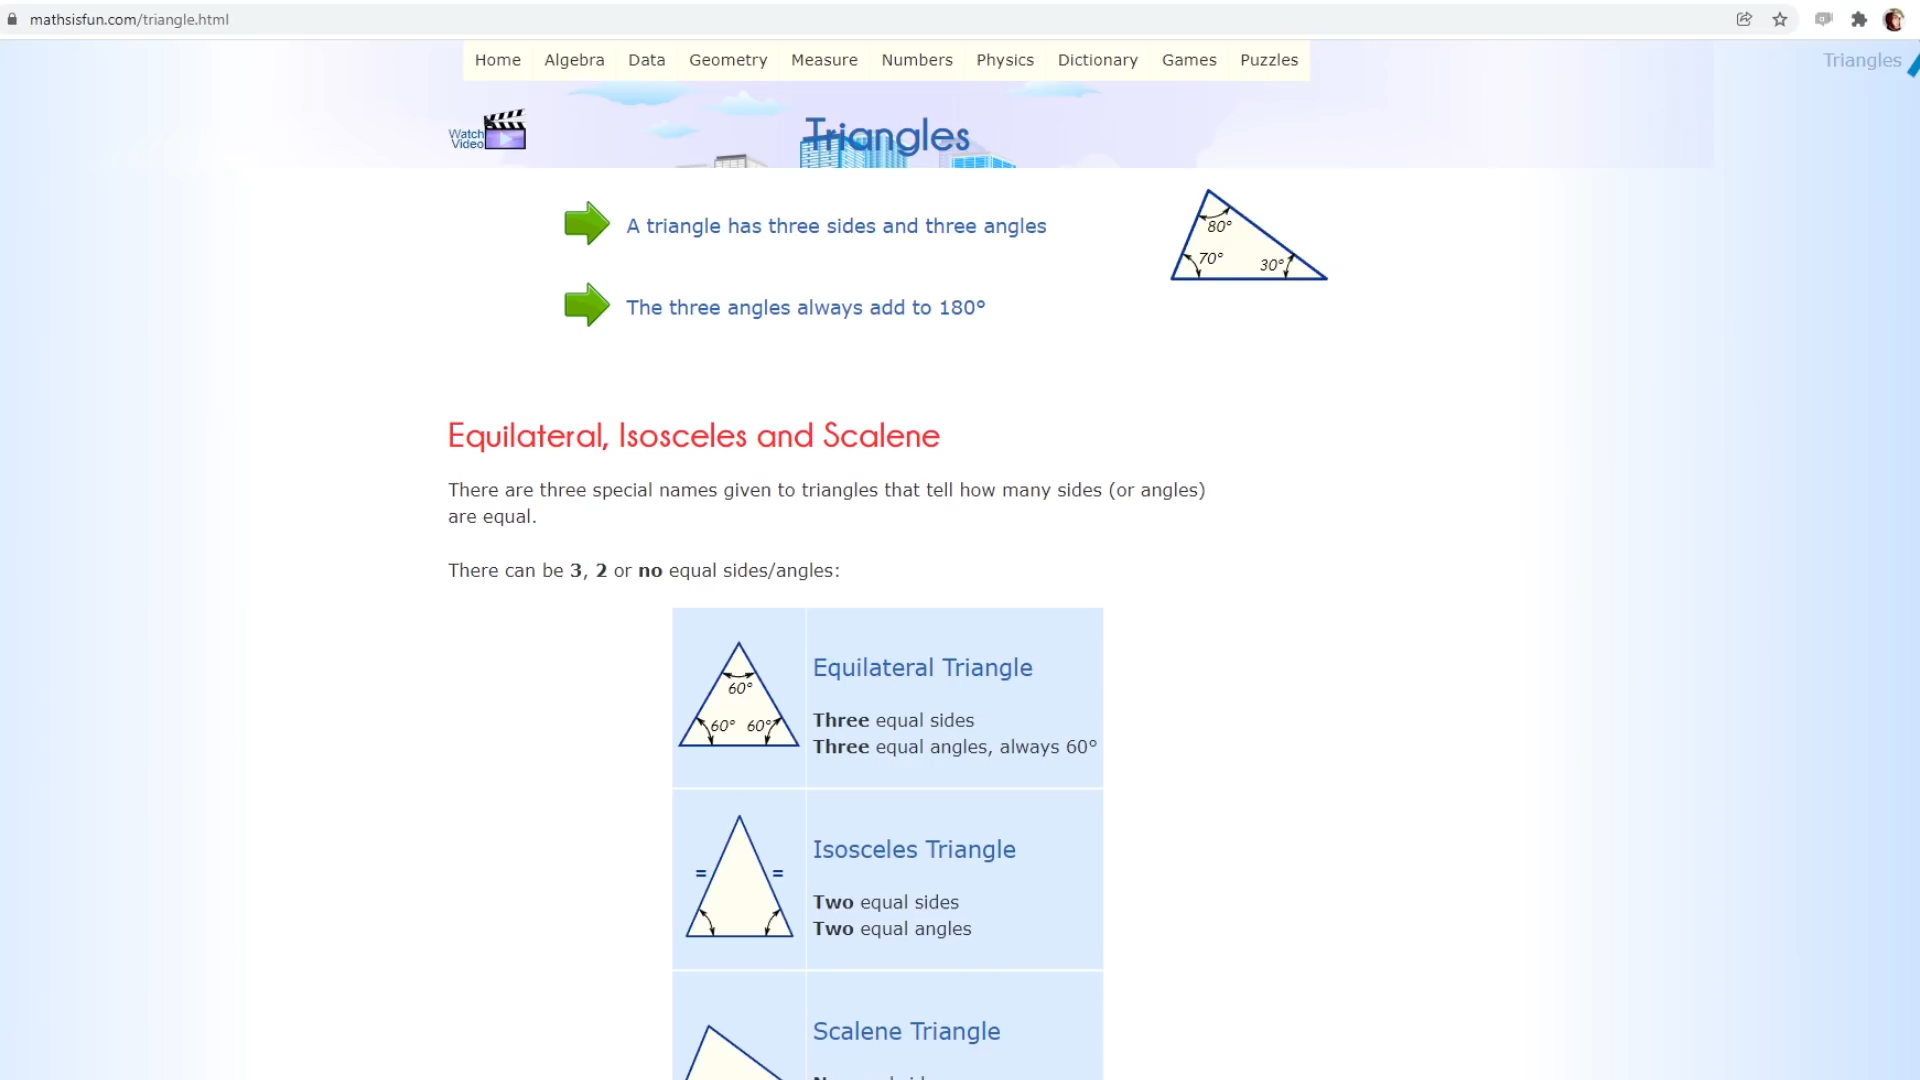 mathsisfun.com/triangle.html
Home Algebra Data Geometry Measure Numbers Physics Dictionary Games Puzzles
Triangles
Watch
Video
Triangles
A triangle has three sides and three angles
80°
70°
30°
The three angles always add to 180°
Equilateral, Isosceles and Scalene
There are three special names given to triangles that tell how many sides (or angles)
are equal.
There can be 3, 2 or no equal sides/angles:
60°
60° 60°
Equilateral Triangle
Three equal sides
Three equal angles, always 60°
= =
Isosceles Triangle
Two equal sides
Two equal angles
Scalene Triangle